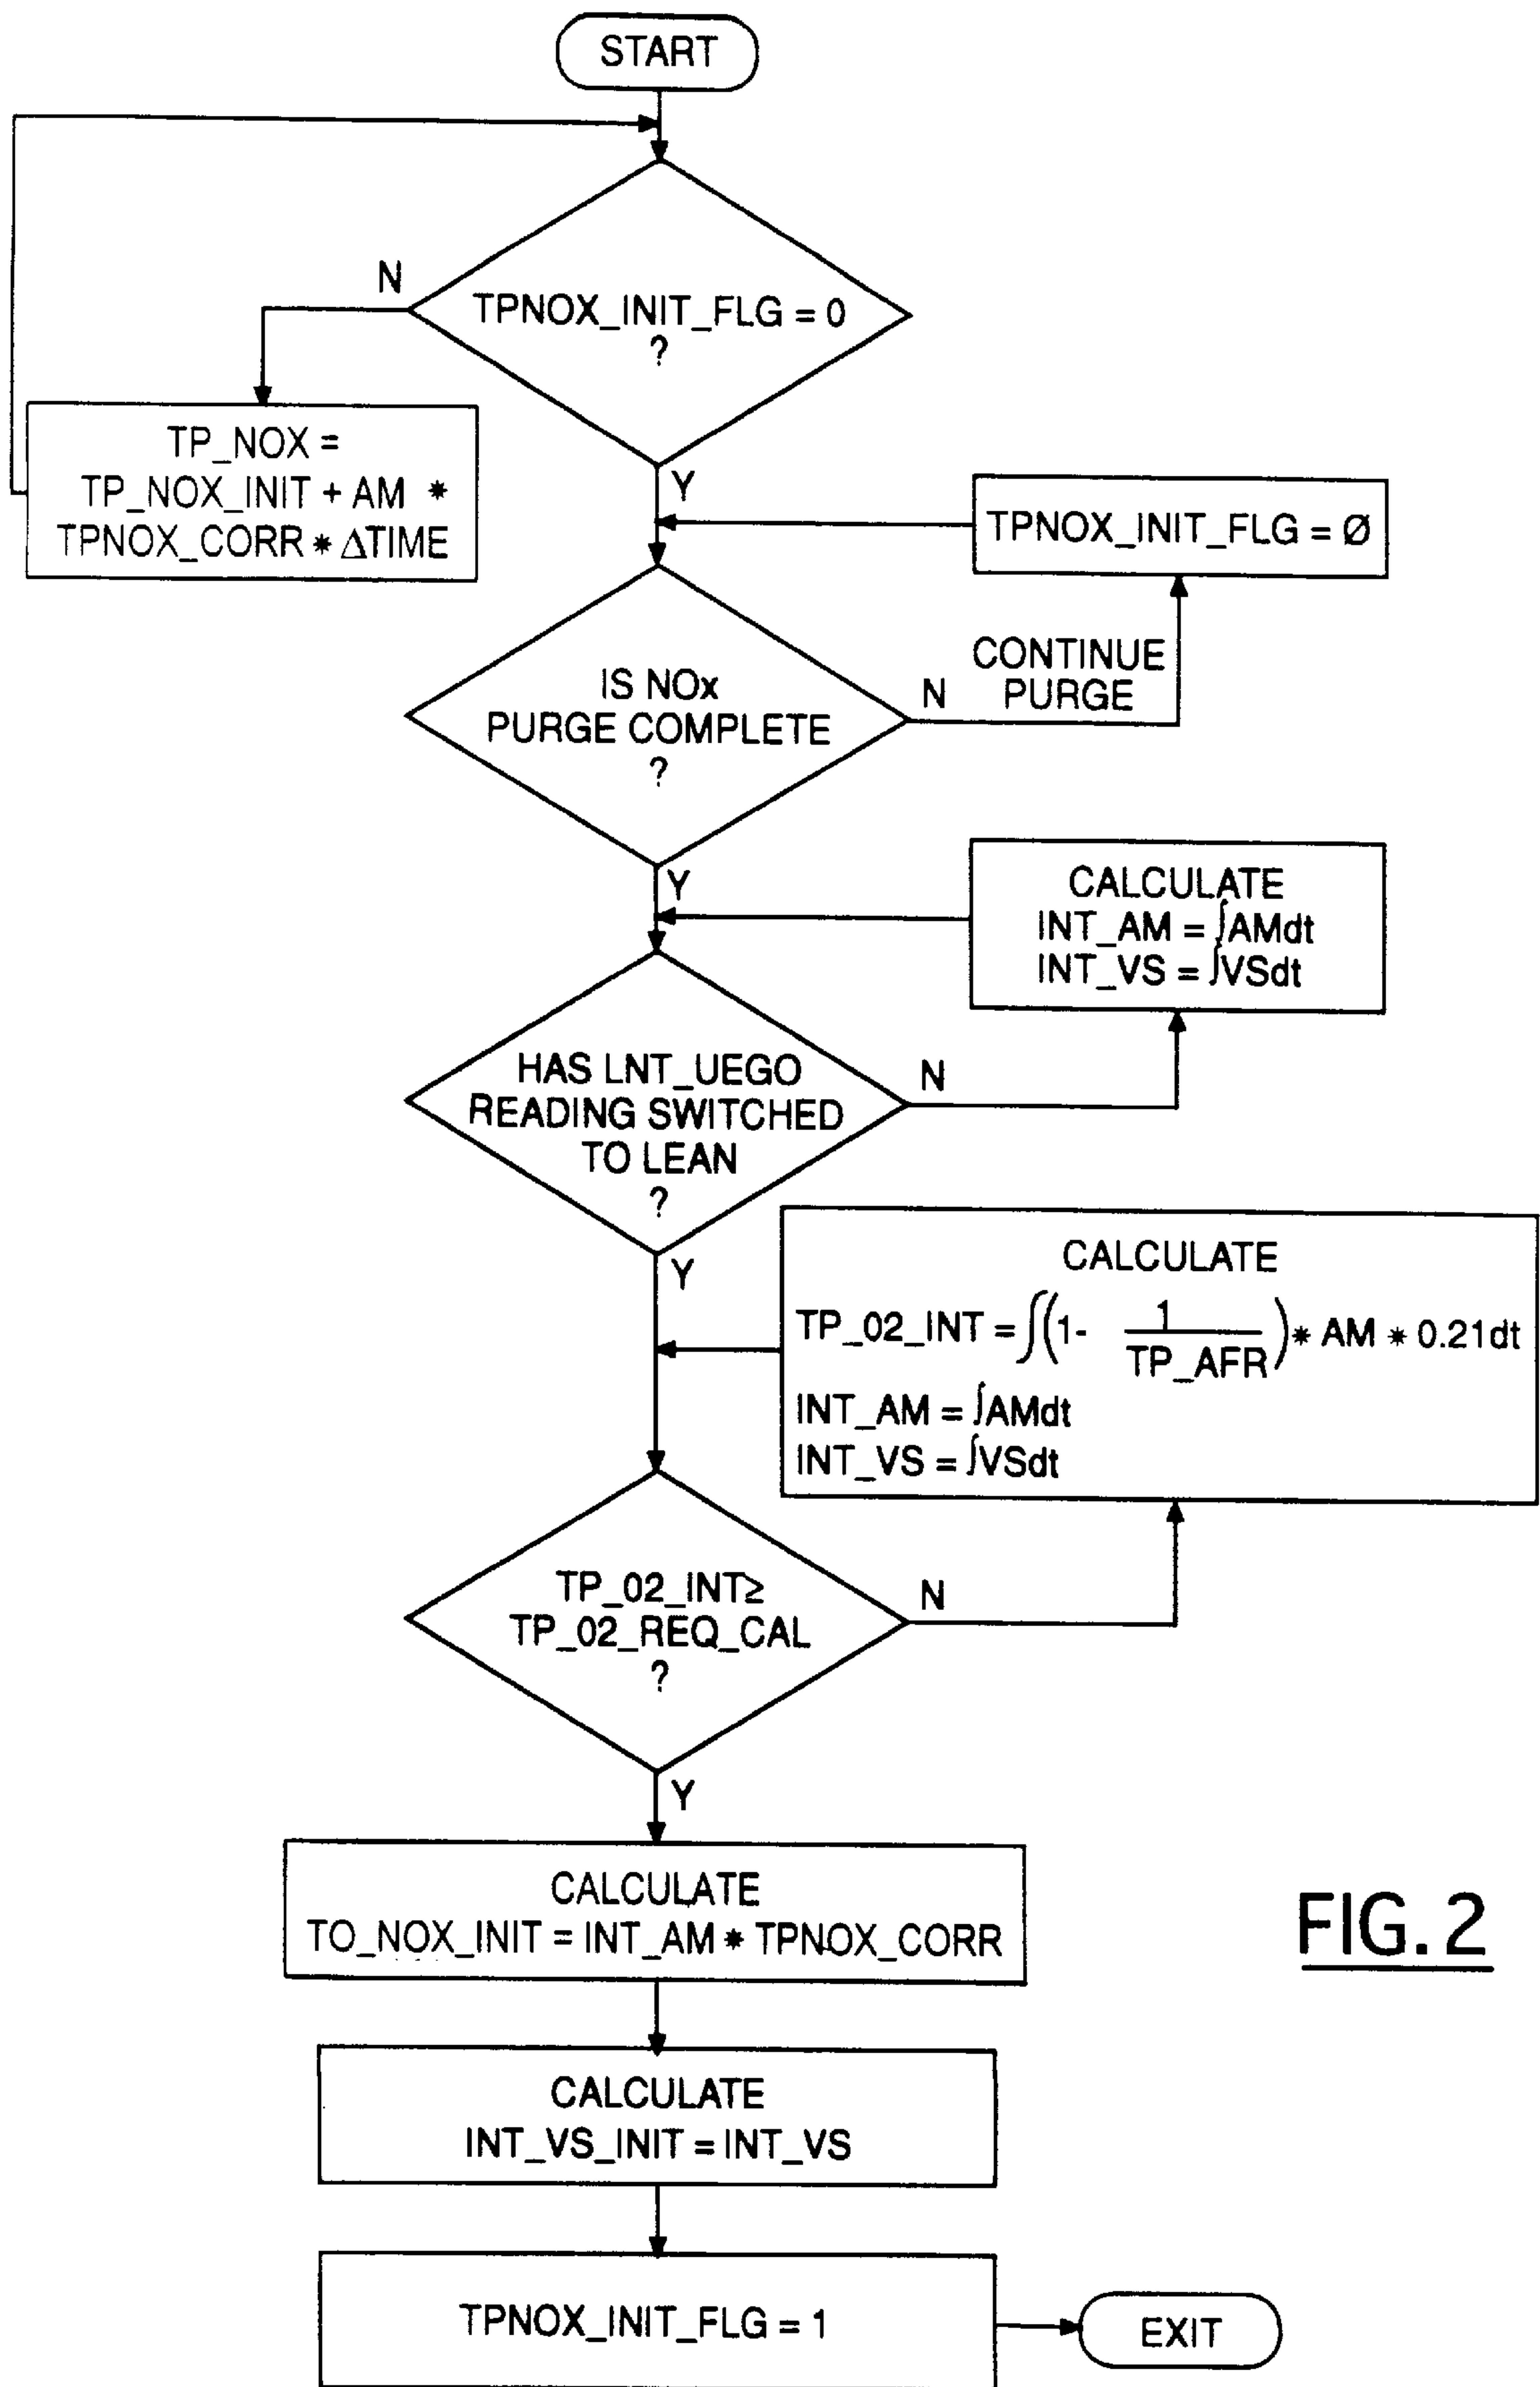 START
N
TPNOX_INIT_FLG = 0
?
TP_NOX =
TP_NOX_INIT + AM *
TPNOX_CORR * ΔTIME
Y
TPNOX_INIT_FLG = Ø
IS NOx
PURGE COMPLETE
?
N
CONTINUE
PURGE
Y
CALCULATE
INT_AM = ∫AMdt
INT_VS = ∫VSdt
HAS LNT_UEGO
READING SWITCHED
TO LEAN
?
N
Y
CALCULATE
TP_02_INT = ∫(1- 1/TP_AFR) * AM * 0.21dt
INT_AM = ∫AMdt
INT_VS = ∫VSdt
TP_02_INT≥
TP_02_REQ_CAL
?
N
Y
CALCULATE
TO_NOX_INIT = INT_AM * TPNOX_CORR
CALCULATE
INT_VS_INIT = INT_VS
TPNOX_INIT_FLG = 1
EXIT
FIG. 2